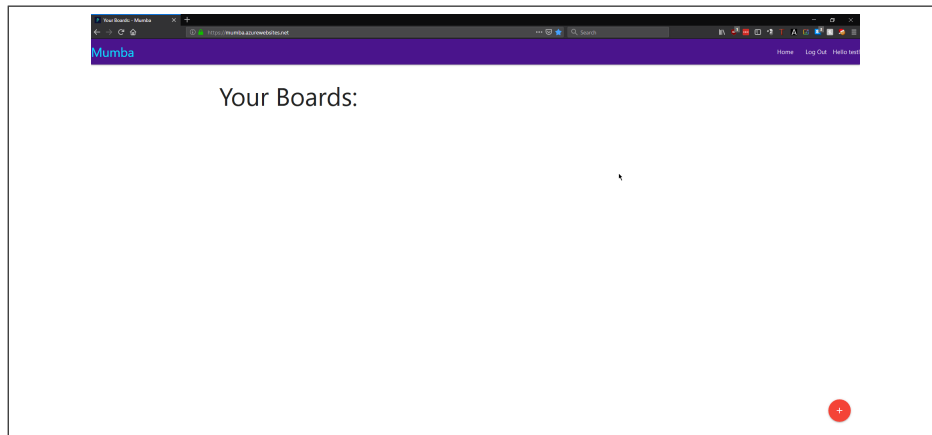 Your Boards: - Mumba
https://mumba.azurewebsites.net
Search
Mumba
Home Log Out Hello test!
Your Boards: